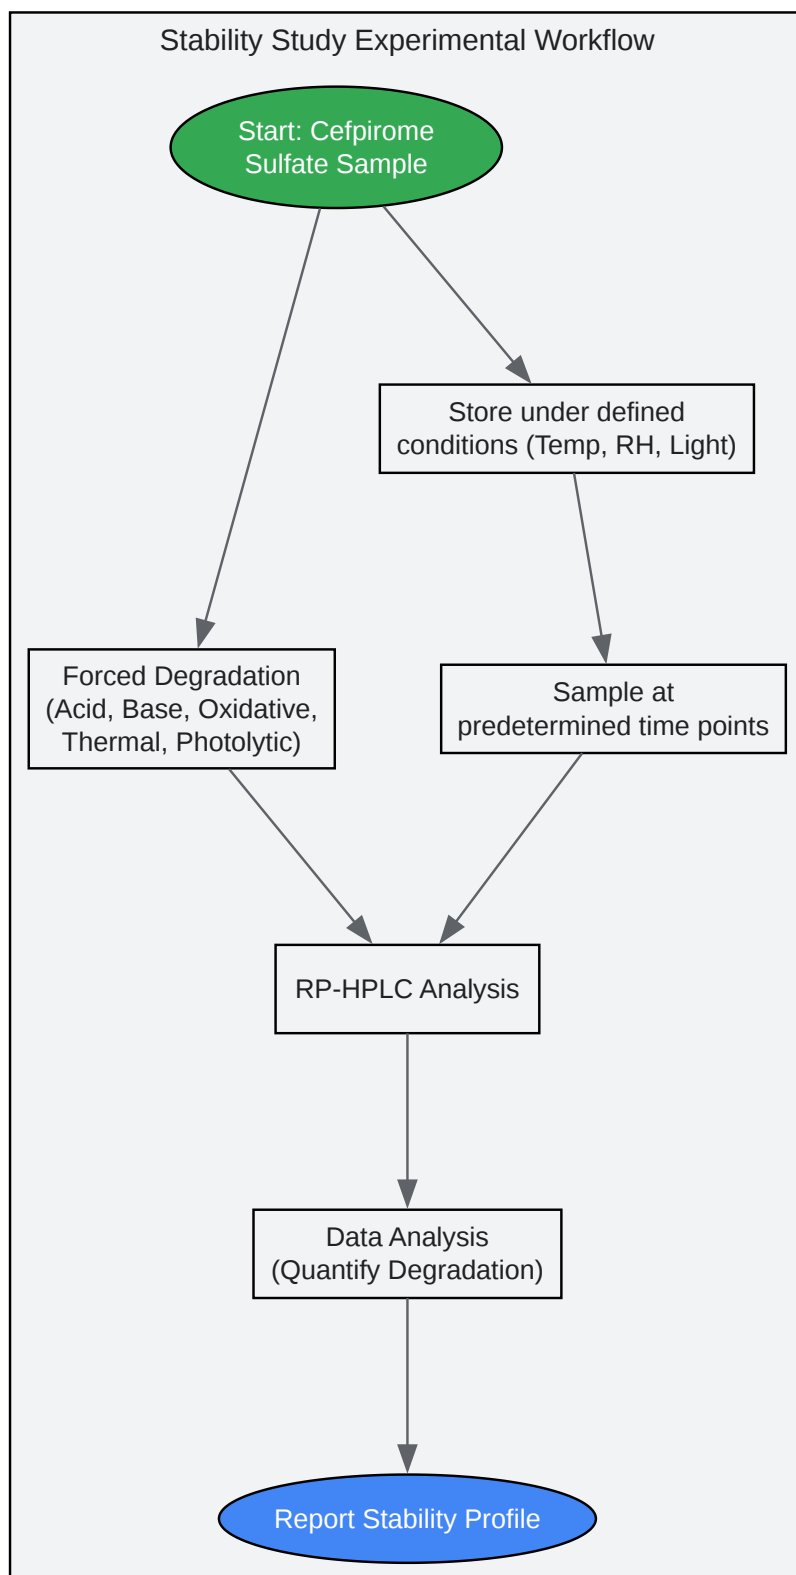 Stability Study Experimental Workflow
Start: Cefpirome
Sulfate Sample
Store under defined
conditions (Temp, RH, Light)
Forced Degradation
(Acid, Base, Oxidative,
Thermal, Photolytic)
Sample at
predetermined time points
RP-HPLC Analysis
Data Analysis
(Quantify Degradation)
Report Stability Profile